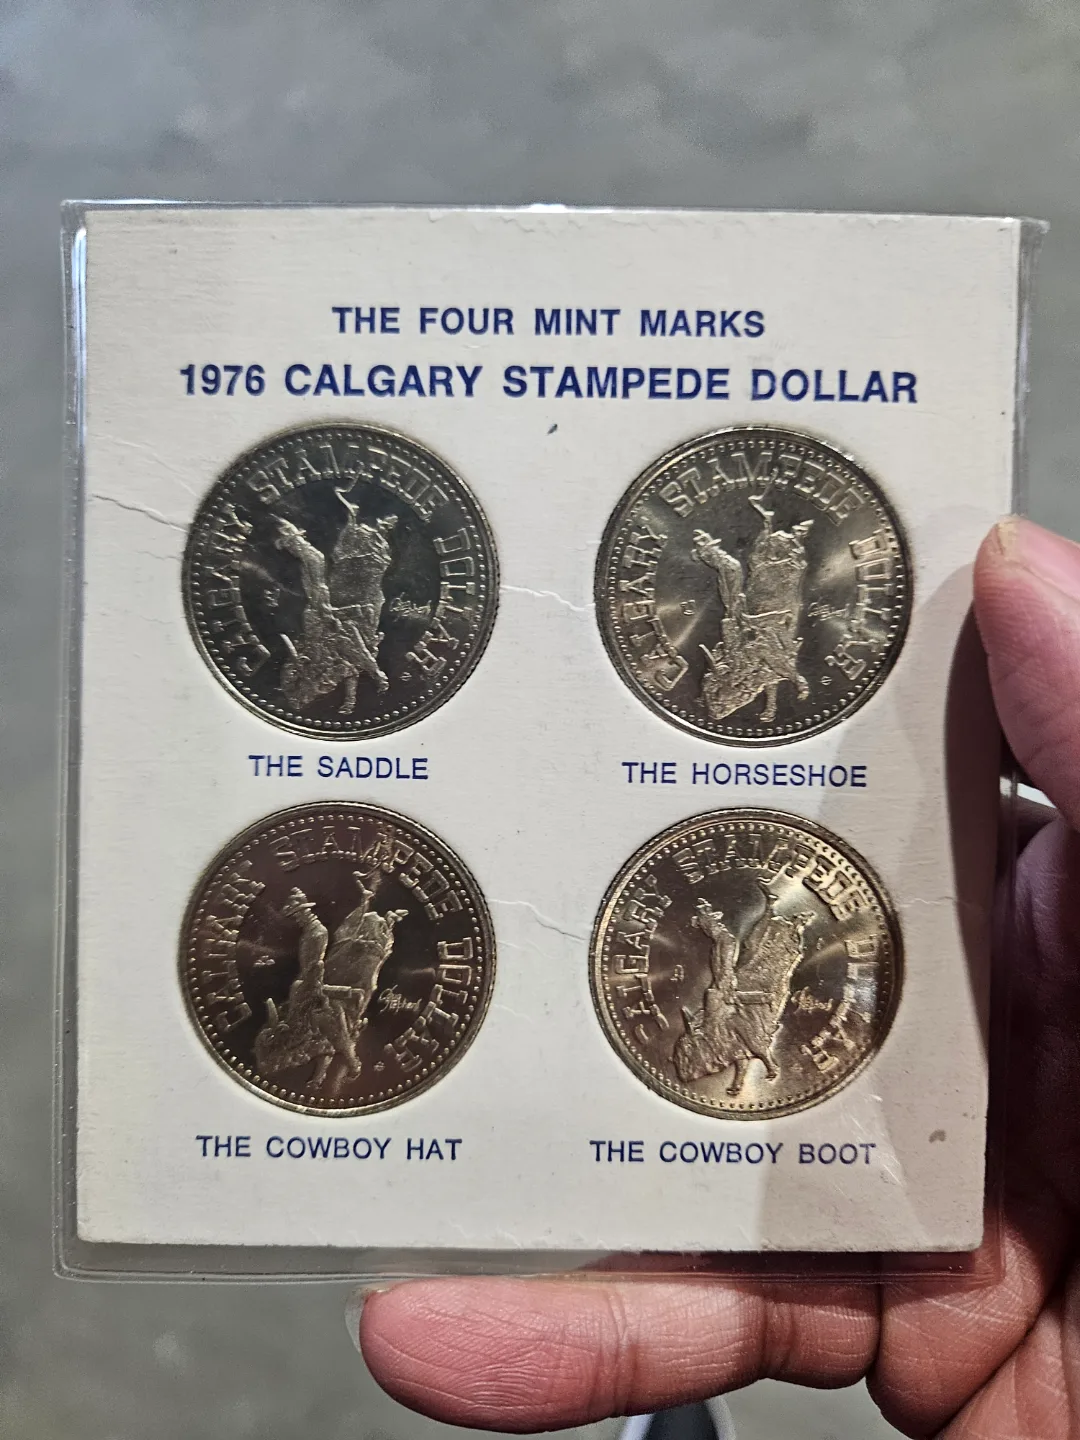 THE FOUR MINT MARKS
1976 CALGARY STAMPEDE DOLLAR
CALGARY STAMPEDE DOLLAR
CALGARY STAMPEDE DOLLAR
THE SADDLE
THE HORSESHOE
CALGARY STAMPEDE DOLLAR
CALGARY STAMPEDE DOLLAR
THE COWBOY HAT
THE COWBOY BOOT